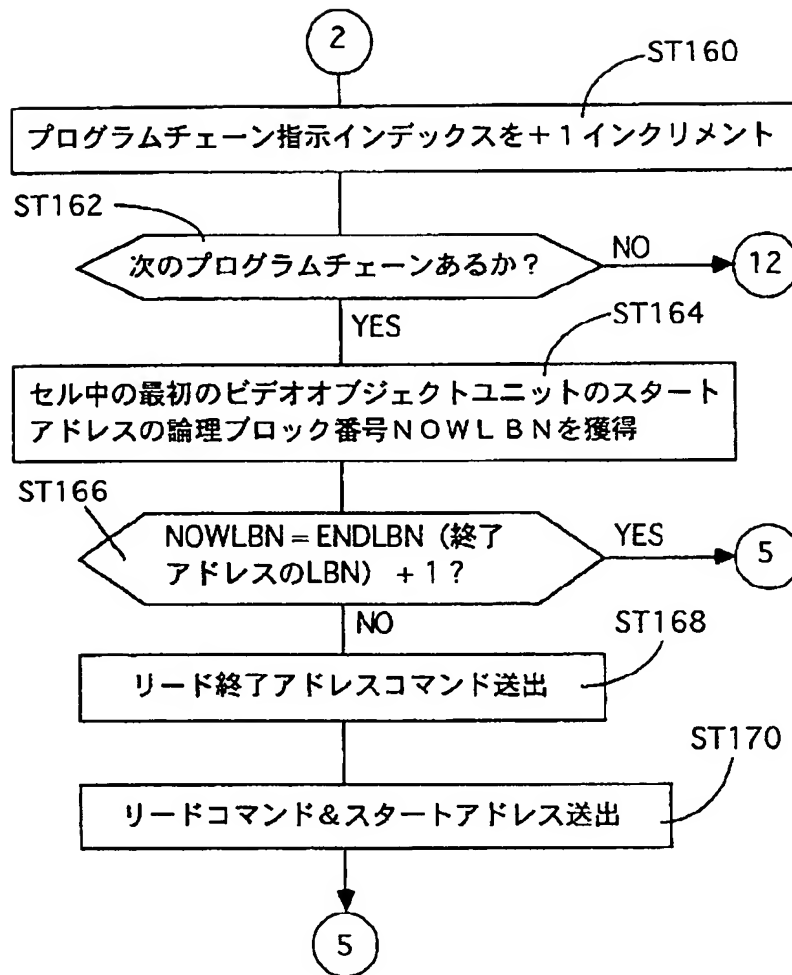 2
ST160
プログラムチェーン指示インデックスを+1インクリメント
ST162
次のプログラムチェーンあるか?
NO
12
YES
ST164
セル中の最初のビデオオブジェクトユニットのスタート
アドレスの論理ブロック番号NOWLBNを獲得
ST166
NOWLBN=ENDLBN(終了
アドレスのLBN)+1?
YES
5
NO
ST168
リード終了アドレスコマンド送出
ST170
リードコマンド&スタートアドレス送出
5